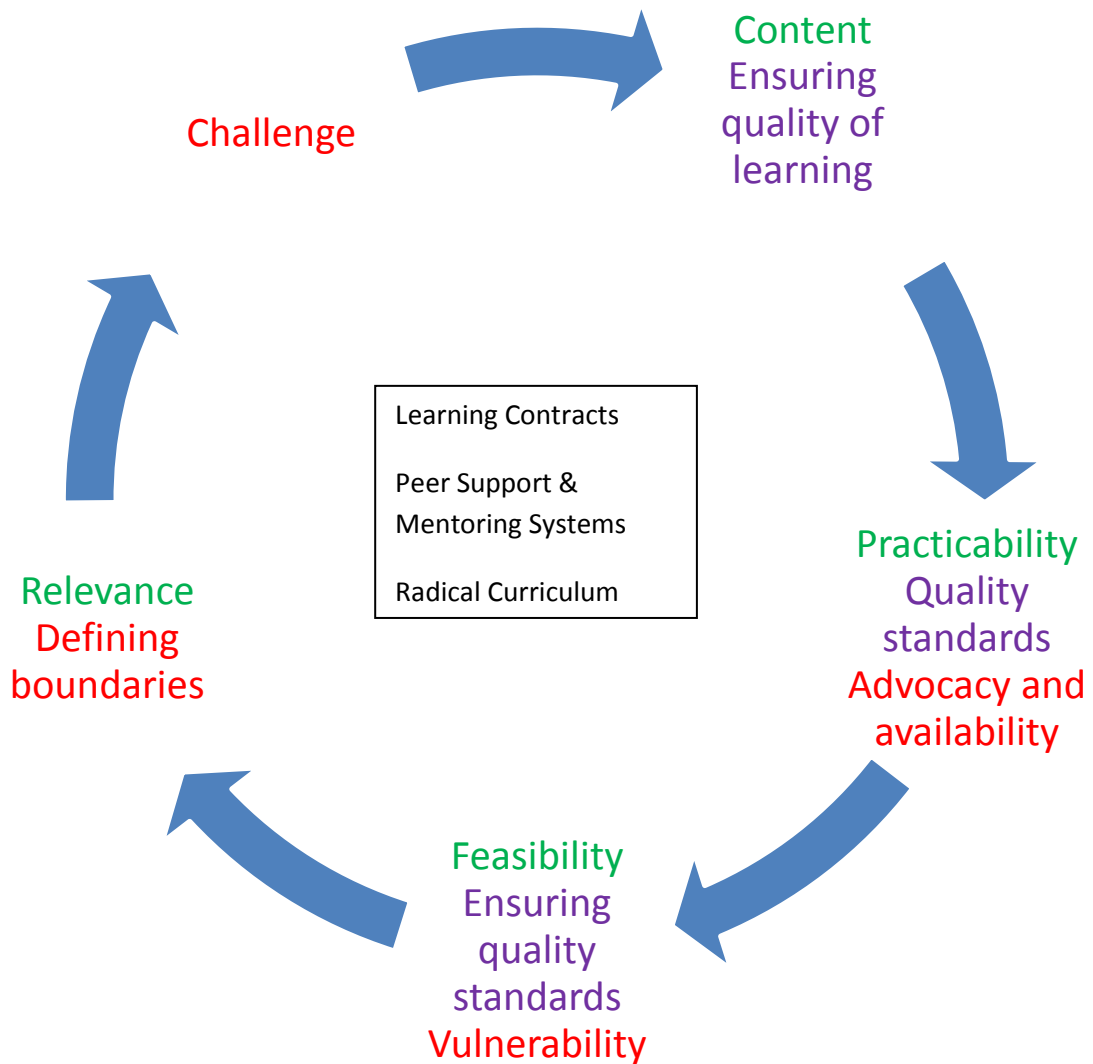 Challenge
Content
Ensuring
quality of
learning
Practicability
Quality
standards
Advocacy and
availability
Feasibility
Ensuring
quality
standards
Vulnerability
Relevance
Defining
boundaries
Learning Contracts
Peer Support &
Mentoring Systems
Radical Curriculum